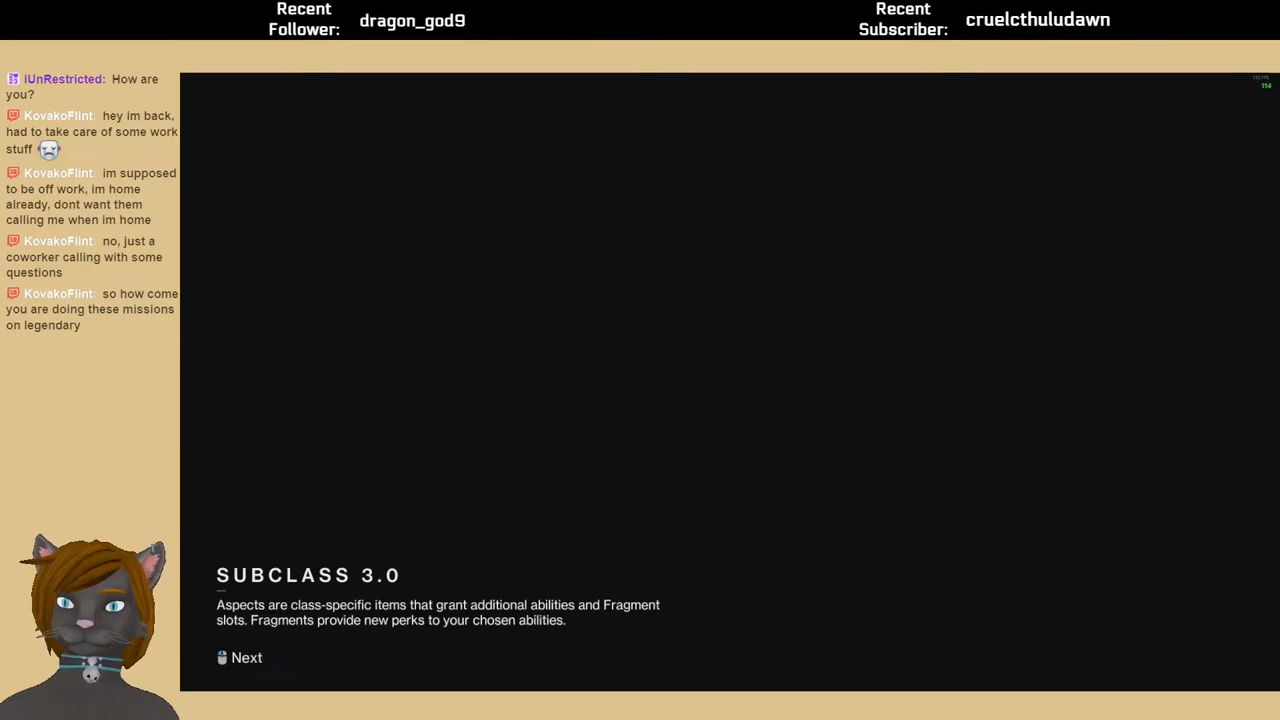 Recent
Follower:
dragon_god9
Recent
Subscriber:
cruelcthuludawn
iUnRestricted: How are
you?
KovakoFlint: hey im back,
had to take care of some work
stuff
KovakoFlint: im supposed
to be off work, im home
already, dont want them
calling me when im home
KovakoFlint: no, just a
coworker calling with some
questions
KovakoFlint: so how come
you are doing these missions
on legendary
114
SUBCLASS 3.0
Aspects are class-specific items that grant additional abilities and Fragment
slots. Fragments provide new perks to your chosen abilities.
Next